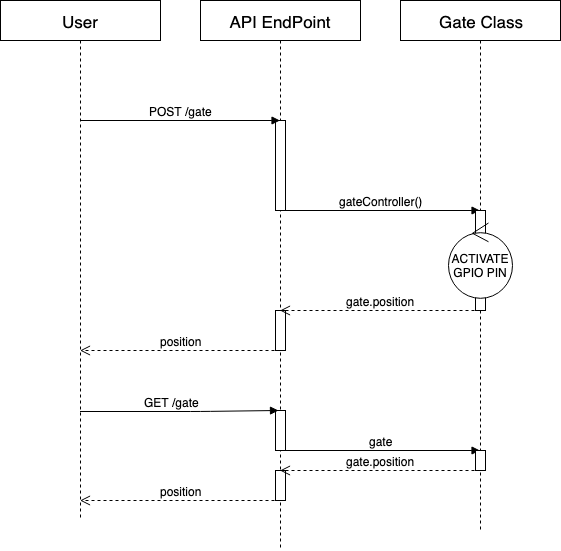 User
API EndPoint
Gate Class
POST /gate
gateController()
ACTIVATE
GPIO PIN
gate.position
position
GET /gate
gate
gate.position
position